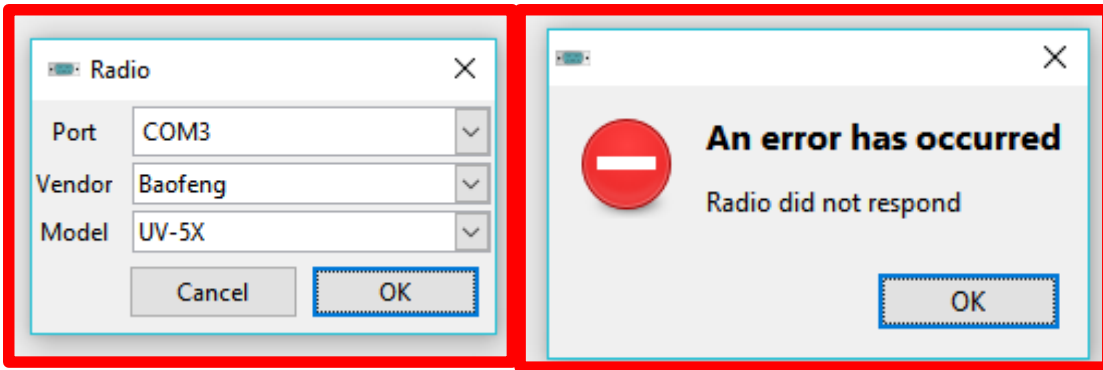 Radio
Port COM3
Vendor Baofeng
Model UV-5X
Cancel OK
An error has occurred
Radio did not respond
OK